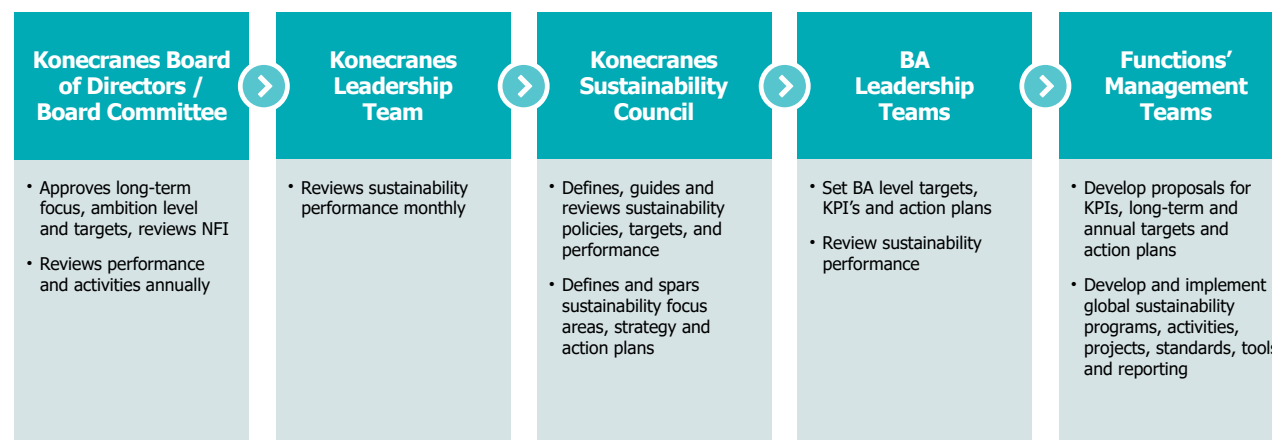 Konecranes Board
of Directors /
Board Committee
• Approves long-term
focus, ambition level
and targets, reviews NFI
• Reviews performance
and activities annually
Konecranes
Leadership
Team
• Reviews sustainability
performance monthly
Konecranes
Sustainability
Council
• Defines, guides and
reviews sustainability
policies, targets, and
performance
• Defines and spars
sustainability focus
areas, strategy and
action plans
BA
Leadership
Teams
• Set BA level targets,
KPI's and action plans
• Review sustainability
performance
Functions'
Management
Teams
• Develop proposals for
KPIs, long-term and
annual targets and
action plans
• Develop and implement
global sustainability
programs, activities,
projects, standards, tools
and reporting